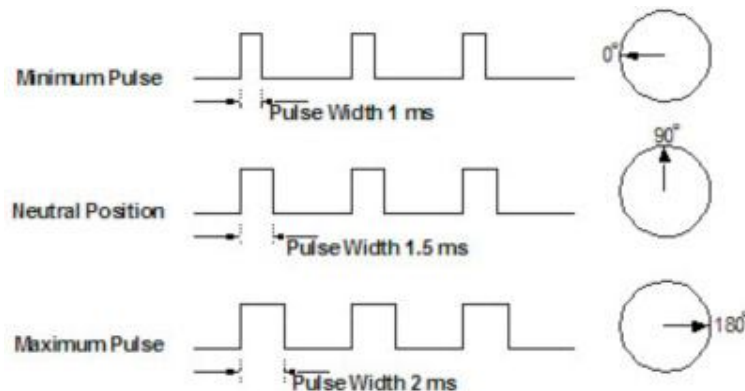 Minimum Pulse
0°
Pulse Width 1 ms
90°
Neutral Position
Pulse Width 1.5 ms
Maximum Pulse
180°
Pulse Width 2 ms